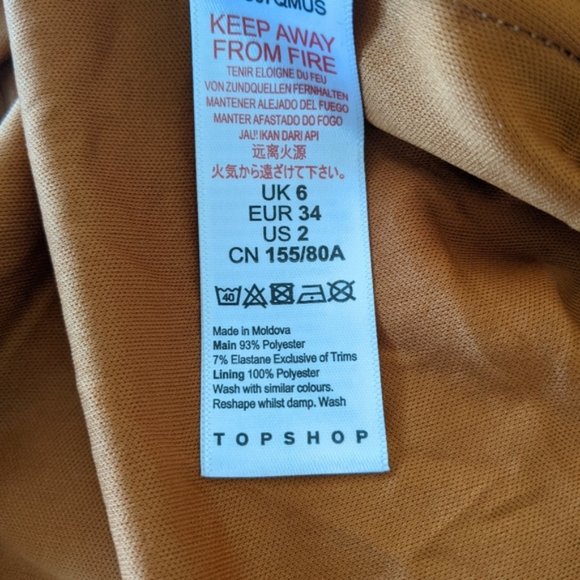 KEEP AWAY
FROM FIRE
TENIR ELOIGNE DU FEU
VON ZUNDQUELLEN FERNHALTEN
MANTENER ALEJADO DEL FUEGO
MANTER AFASTADO DO FOGO
JAU!! IKAN DARI API
远离火源
火気から遠ざけて下さい。
UK 6
EUR 34
US 2
CN 155/80A
40
Made in Moldova
Main 93% Polyester
7% Elastane Exclusive of Trims
Lining 100% Polyester
Wash with similar colours.
Reshape whilst damp. Wash
TOPSHOP